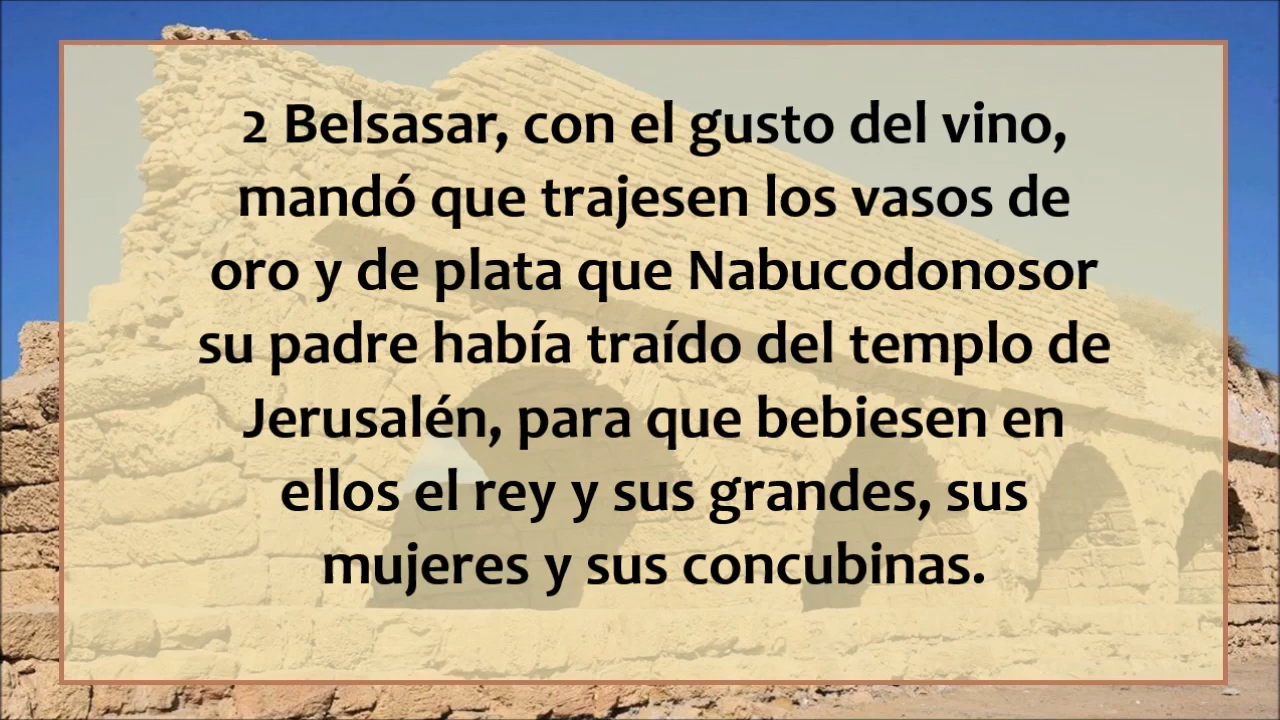 2 Belsasar, con el gusto del vino,
mandó que trajesen los vasos de
oro y de plata que Nabucodonosor
su padre había traído del templo de
Jerusalén, para que bebiesen en
ellos el rey y sus grandes, sus
mujeres y sus concubinas.